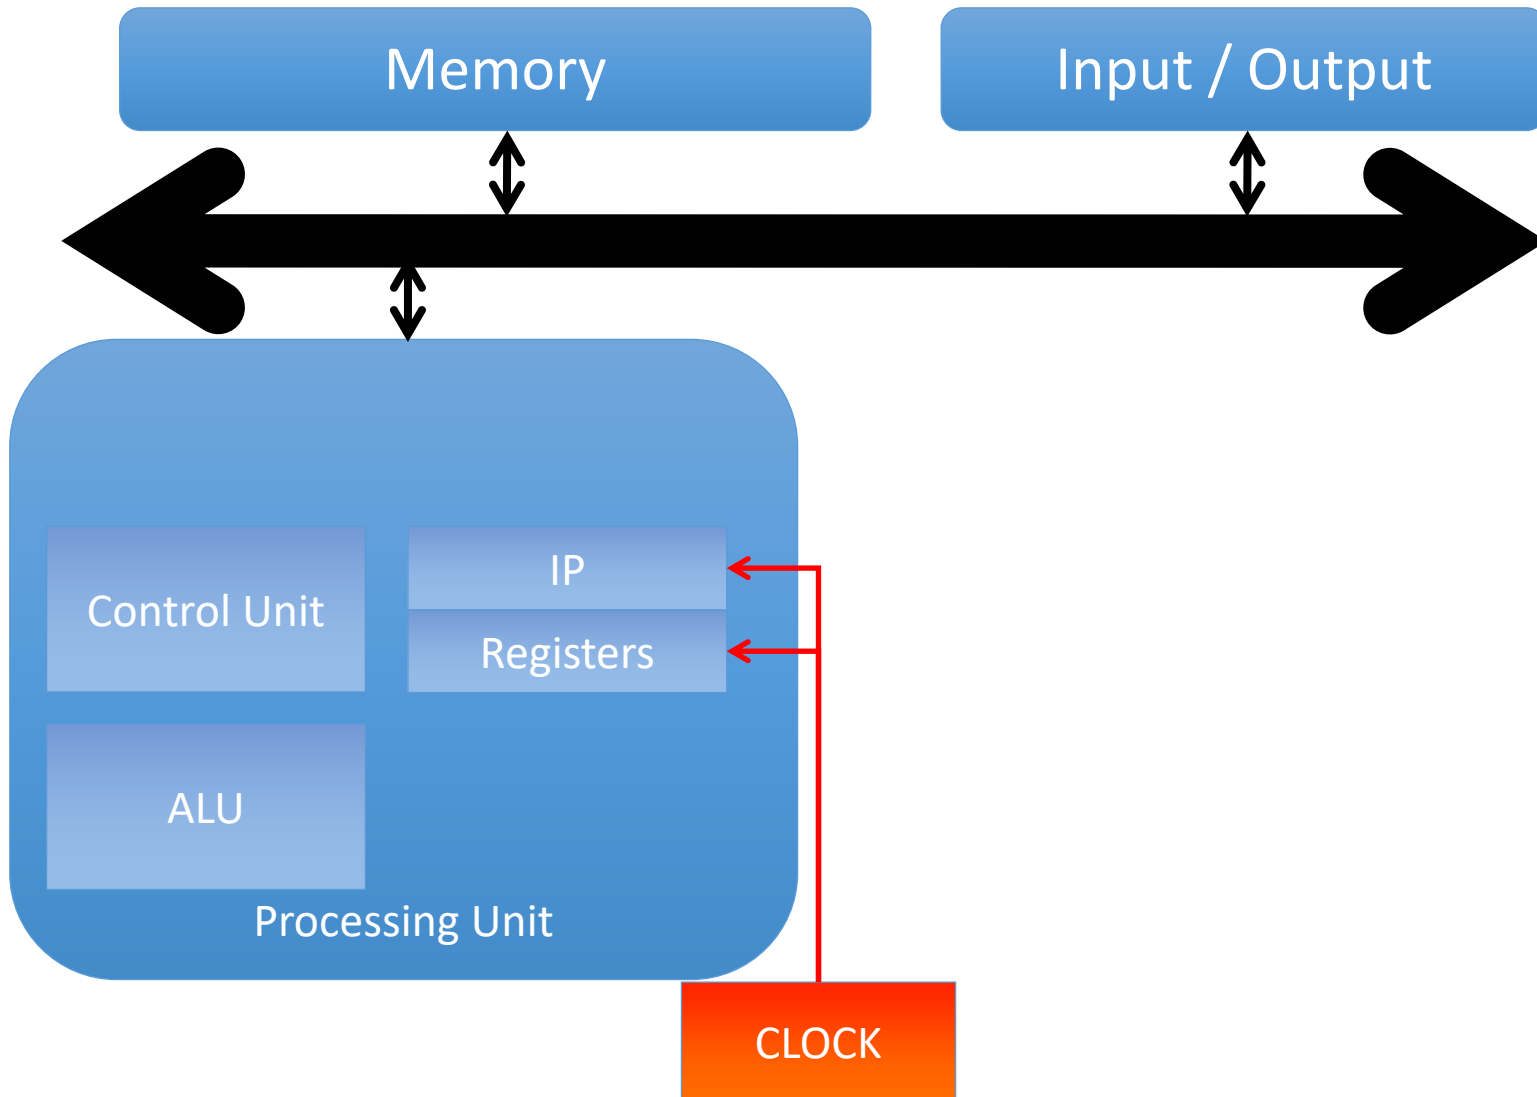 Memory
Input / Output
Control Unit
IP
Registers
ALU
Processing Unit
CLOCK